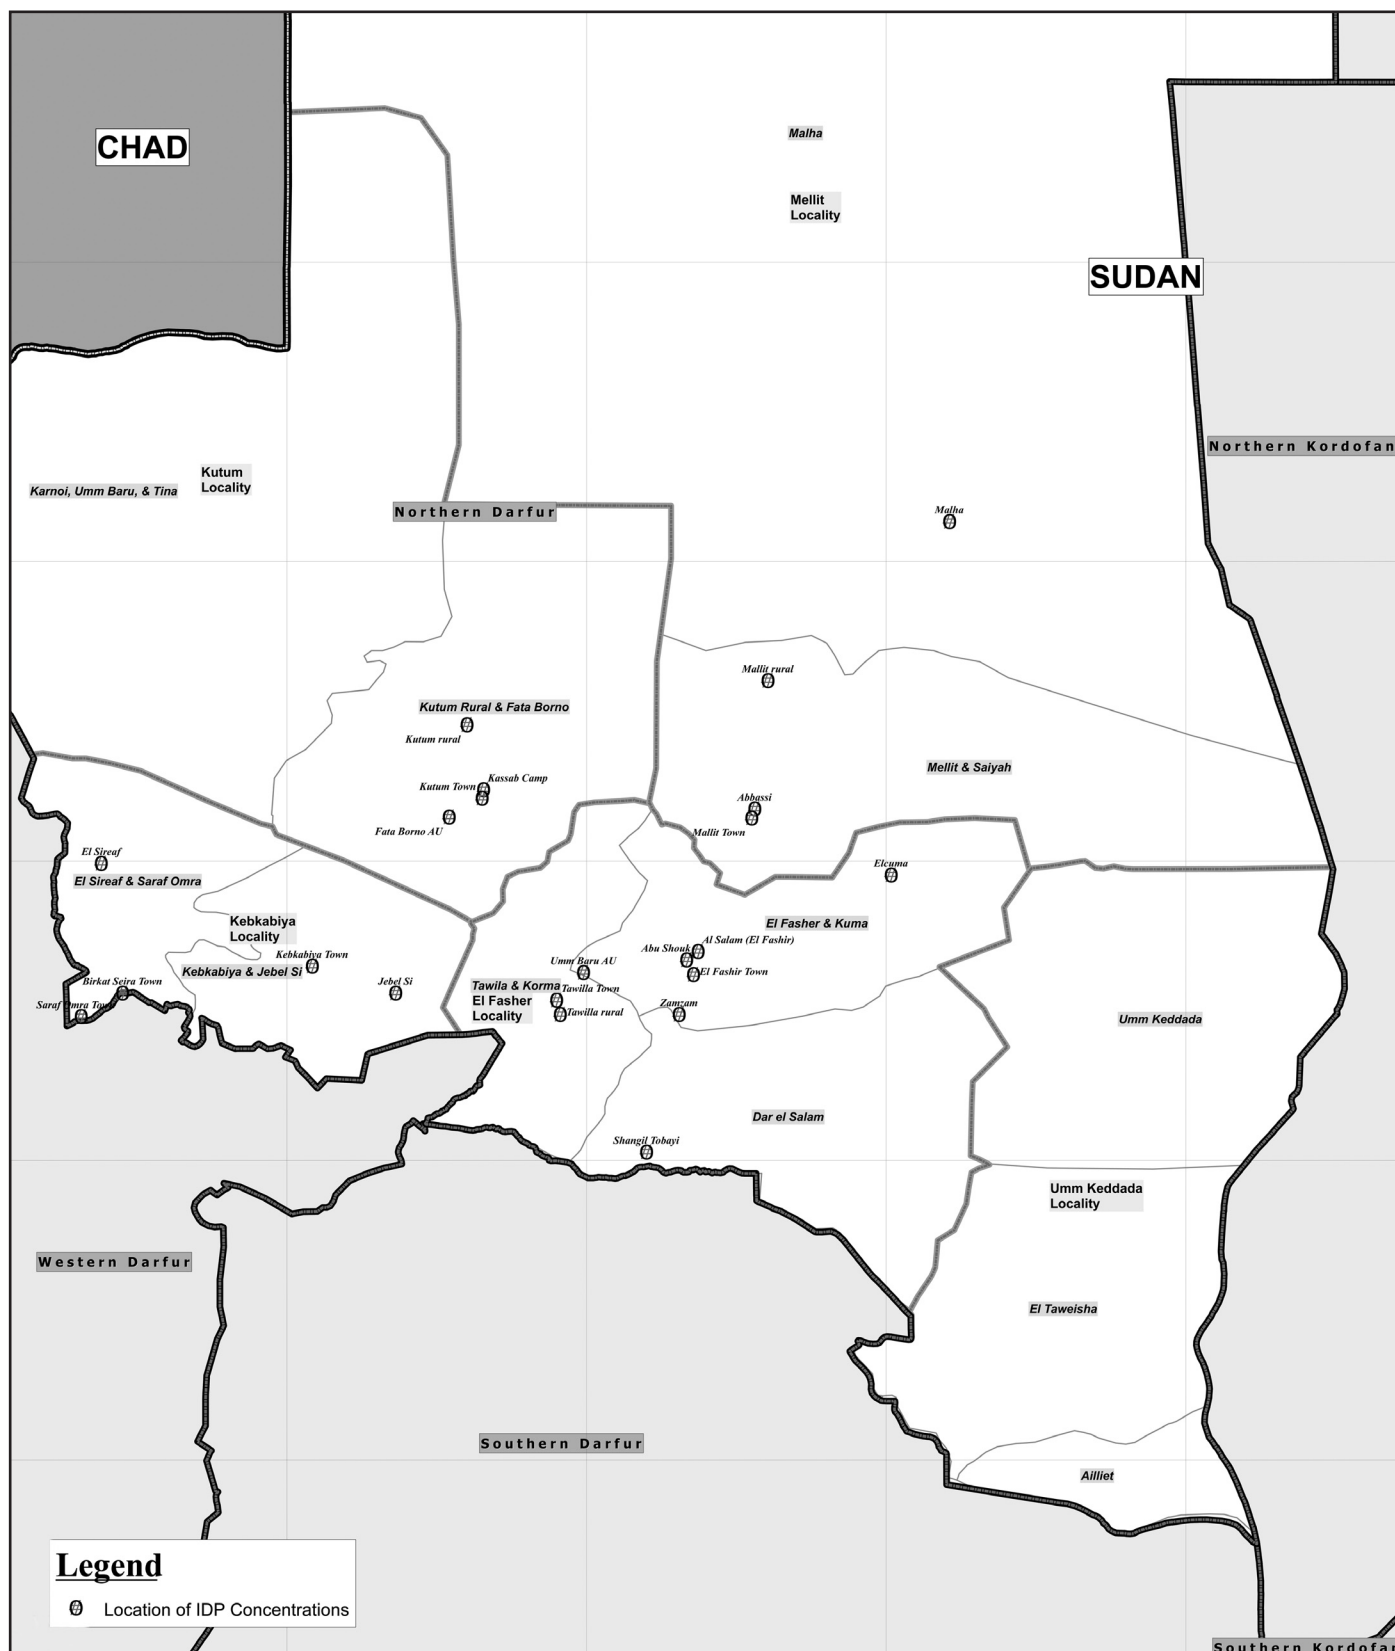 CHAD
Malha
Mellit
Locality
SUDAN
Northern Kordofan
Kutum
Locality
Karnoi, Umm Baru, & Tina
Northern Darfur
Malha
Mallit rural
Kutum Rural & Fata Borno
Kutum rural
Mellit & Saiyah
Kassab Camp
Kutum Town
Abbassi
Fata Borno AU
Mallit Town
El Sireaf
Elcuma
El Sireaf & Saraf Omra
Kebkabiya
Locality
El Fasher & Kuma
Al Salam (El Fashir)
Abu Shouk
Kebkabiya Town
Umm Baru AU
Kebkabiya & Jebel Si
El Fashir Town
Birkat Seira Town
Jebel Si
Tawila & Korma
Tawilla Town
El Fasher
Locality
Saraf Omra Town
Zamzam
Tawilla rural
Umm Keddada
Dar el Salam
Shangil Tobayi
Umm Keddada
Locality
Western Darfur
El Taweisha
Southern Darfur
Ailliet
Legend
Location of IDP Concentrations
Southern Kordofan